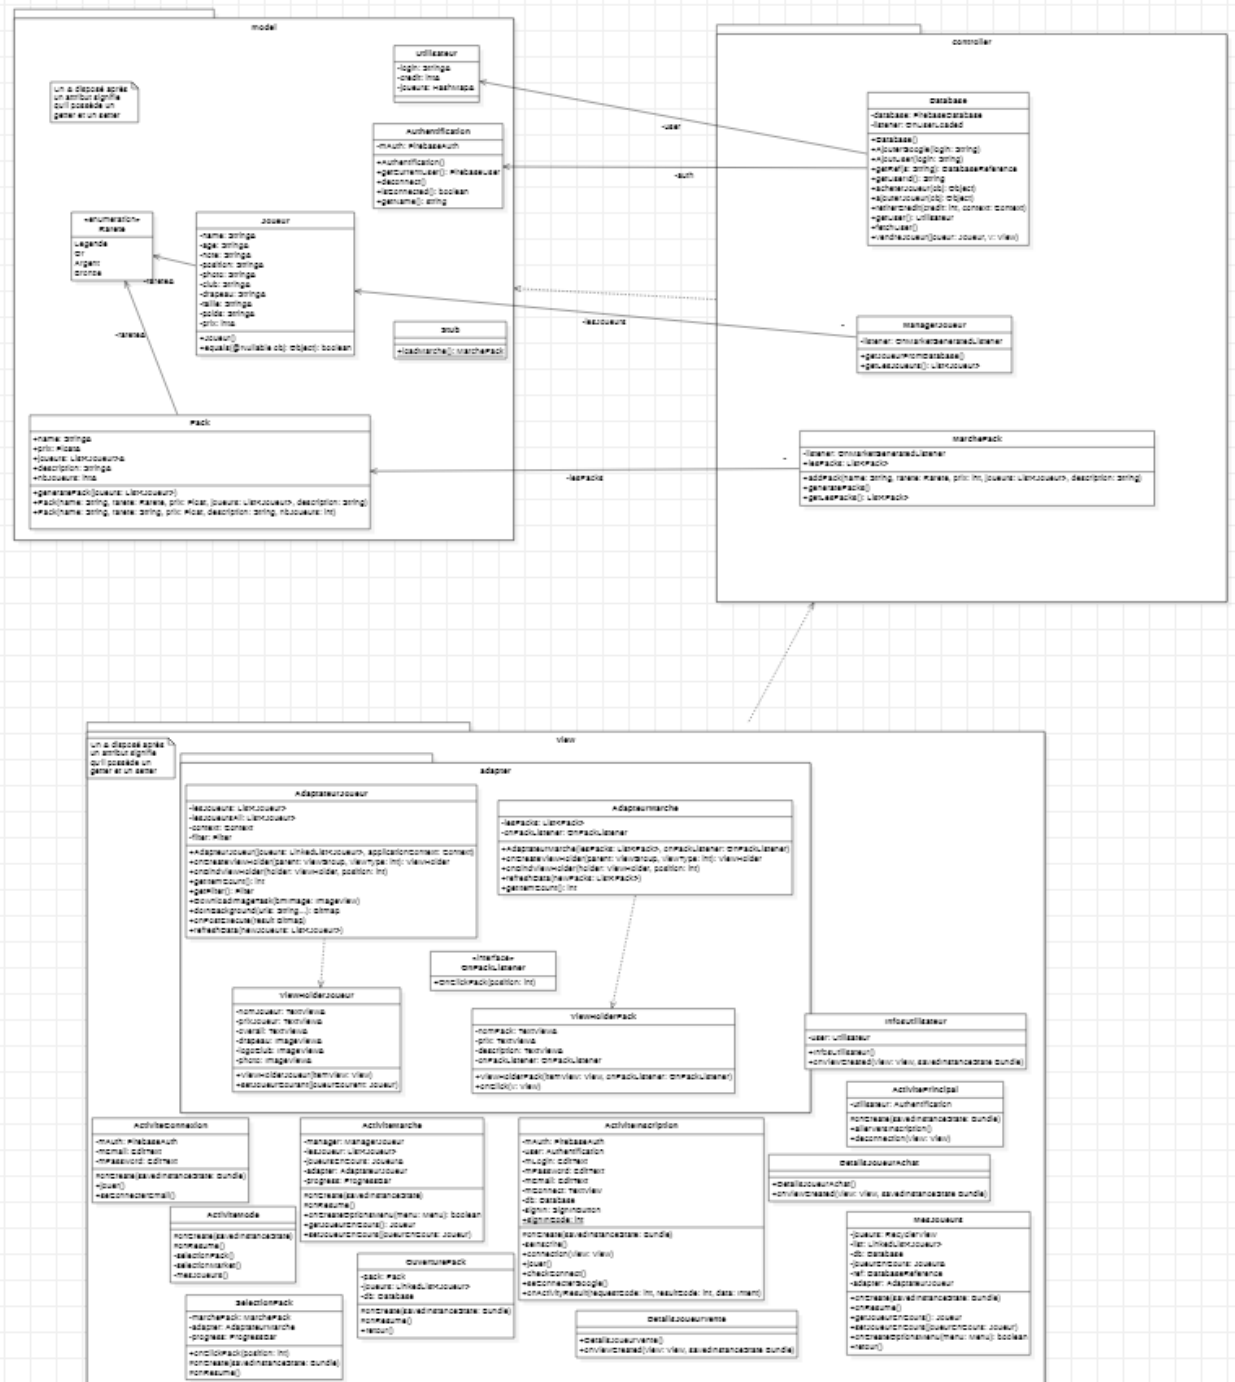 model
un & disposé après
un attribut signifie
qu'il possède un
getter et un setter
Utilisateur
-login: String&
-credit: int&
-joueurs: HashMap&
Authentification
-mAuth: FirebaseAuth
+Authentification()
+getCurrentUser(): FirebaseUser
+deconnect()
+isConnected(): boolean
+getName(): string
«enumeration»
Rarete
Legende
Or
Argent
Bronze
Joueur
-name: String&
-age: String&
-note: String&
-position: String&
-photo: String&
-club: String&
-drapeau: String&
-taille: String&
-poids: String&
-prix: int&
+Joueur()
+equals(@Nullable obj: Object): boolean
-rarete&
-rarete&
Stub
+loadMarche(): MarchePack
Pack
+name: String&
+prix: Float&
+joueurs: List<Joueur>&
+description: String&
+nbJoueurs: int&
+generatePack(joueurs: List<Joueur>)
+Pack(name: String, rarete: Rarete, prix: Float, joueurs: List<Joueur>, description: String)
+Pack(name: String, rarete: String, prix: Float, description: String, nbJoueurs: int)
controller
Database
-database: FirebaseDatabase
-listener: OnUserLoaded
+Database()
+AjouterGoogle(login: String)
+AjoutUser(login: String)
+getRef(s: String): DatabaseReference
+getUserId(): String
+acheterJoueur(obj: Object)
+ajouterJoueur(obj: Object)
+retirerCredit(credit: int, context: Context)
+getUser(): Utilisateur
+fetchUser()
+vendreJoueur(joueur: Joueur, v: View)
-user
-auth
-lesJoueurs
-
ManagerJoueur
-listener: OnMarketGeneratedListener
+getJoueurFromDatabase()
+getLesJoueurs(): List<Joueur>
-lesPacks
-
MarchePack
-listener: OnMarketGeneratedListener
+lesPacks: List<Pack>
+addPack(name: String, rarete: Rarete, prix: int, joueurs: List<Joueur>, description: String)
+generatePacks()
+getLesPacks(): List<Pack>
view
un & disposé après
un attribut signifie
qu'il possède un
getter et un setter
adapter
AdaptateurJoueur
-lesJoueurs: List<Joueur>
-lesJoueursAll: List<Joueur>
-context: Context
-filter: Filter
+AdapteurJoueur(joueurs: LinkedList<Joueur>, applicationContext: Context)
+onCreateViewHolder(parent: ViewGroup, viewType: int): ViewHolder
+onBindViewHolder(holder: ViewHolder, position: int)
+getItemCount(): int
+getFilter(): Filter
+DownloadImageTask(bmImage: ImageView)
+doInBackground(urls: String...): Bitmap
+onPostExecute(result Bitmap)
+refreshData(newJoueurs: List<Joueur>)
AdapteurMarche
-lesPacks: List<Pack>
-onPackListener: OnPackListener
+AdaptateurMarche(lesPacks: List<Pack>, onPackListener: OnPackListener)
+onCreateViewHolder(parent: ViewGroup, viewType: int): ViewHolder
+onBindViewHolder(holder: ViewHolder, position: int)
+refreshData(newPacks: List<Pack>)
+getItemCount(): int
«interface»
OnPackListener
+OnClickPack(position: int)
ViewHolderJoueur
-nomJoueur: TextView&
-prixJoueur: TextView&
-overall: TextView&
-drapeau: ImageView&
-logoClub: ImageView&
-photo: ImageView&
+ViewHolderJoueur(itemView: View)
+setJoueurCourant(joueurCourent: Joueur)
ViewHolderPack
-nomPack: TextView&
-prix: TextView&
-description: TextView&
-onPackListener: OnPackListener
+ViewHolderPack(itemView: View, onPackListener: OnPackListener)
+onClick(v: View)
InfosUtilisateur
-user: Utilisateur
+InfosUtilisateur()
+onViewCreated(view: View, savedInstanceState Bundle)
ActivitePrincipal
-utilisateur: Authentification
#onCreate(savedInstanceState: Bundle)
+allerVersInscription()
+deconnection(view: View)
ActiviteConnexion
-mAuth: FirebaseAuth
-mEmail: EditText
-mPassword: EditText
#onCreate(savedInstanceState: Bundle)
+jouer()
+seConnecterEmail()
ActiviteMarche
-manager: ManagerJoueur
-lesJoueur: List<Joueur>
-joueursEnCours: Joueur&
-adapter: AdaptateurJoueur
-progress: ProgressBar
#onCreate(savedInstanceState)
#onResume()
+onCreateOptionsMenu(menu: Menu): boolean
+getJoueurEnCours(): Joueur
+setJoueurEnCours(joueurEnCours: Joueur)
ActiviteInscription
-mAuth: FirebaseAuth
-user: Authentification
-mLogin: EditText
-mPassword: EditText
-mEmail: EditText
-mConnect: TextView
-db: Database
-signIn: SignInButton
+signInCode: int
#onCreate(savedInstanceState: Bundle)
-seInscrire()
+connection(view: View)
+jouer()
+checkConnect()
+seConnecterGoogle()
+onActivityResult(requestCode: int, resultCode: int, data: Intent)
DetailsJoueurAchat
+DetailsJoueurAchat()
+onViewCreated(view: View, savedInstanceState: Bundle)
ActiviteMode
#onCreate(savedInstanceState)
#onResume()
-selectionPack()
-selectionMarket()
-mesJoueurs()
MesJoueurs
-joueurs: RecyclerView
-list: LinkedList<Joueur>
-db: Database
-joueurEnCours: Joueur&
-ref: DatabaseReference
-adapter: AdaptateurJoueur
+onCreate(savedInstanceState: Bundle)
+onResume()
+getJoueurEnCours(): Joueur
+setJoueurEnCours(joueurEnCours: Joueur)
+onCreateOptionsMenu(menu: Menu): boolean
+retour()
OuverturePack
-pack: Pack
-joueurs: LinkedList<Joueur>
-db: Database
#onCreate(savedInstanceState: Bundle)
#onResume()
+retour()
SelectionPack
-marchePack: MarchePack
-adapter: AdapteurMarche
-progress: ProgressBar
+onClickPack(position: int)
#onCreate(savedInstanceState: Bundle)
#onResume()
DetailsJoueurVente
+DetailsJoueurVente()
+onViewCreated(view: View, savedInstanceState Bundle)